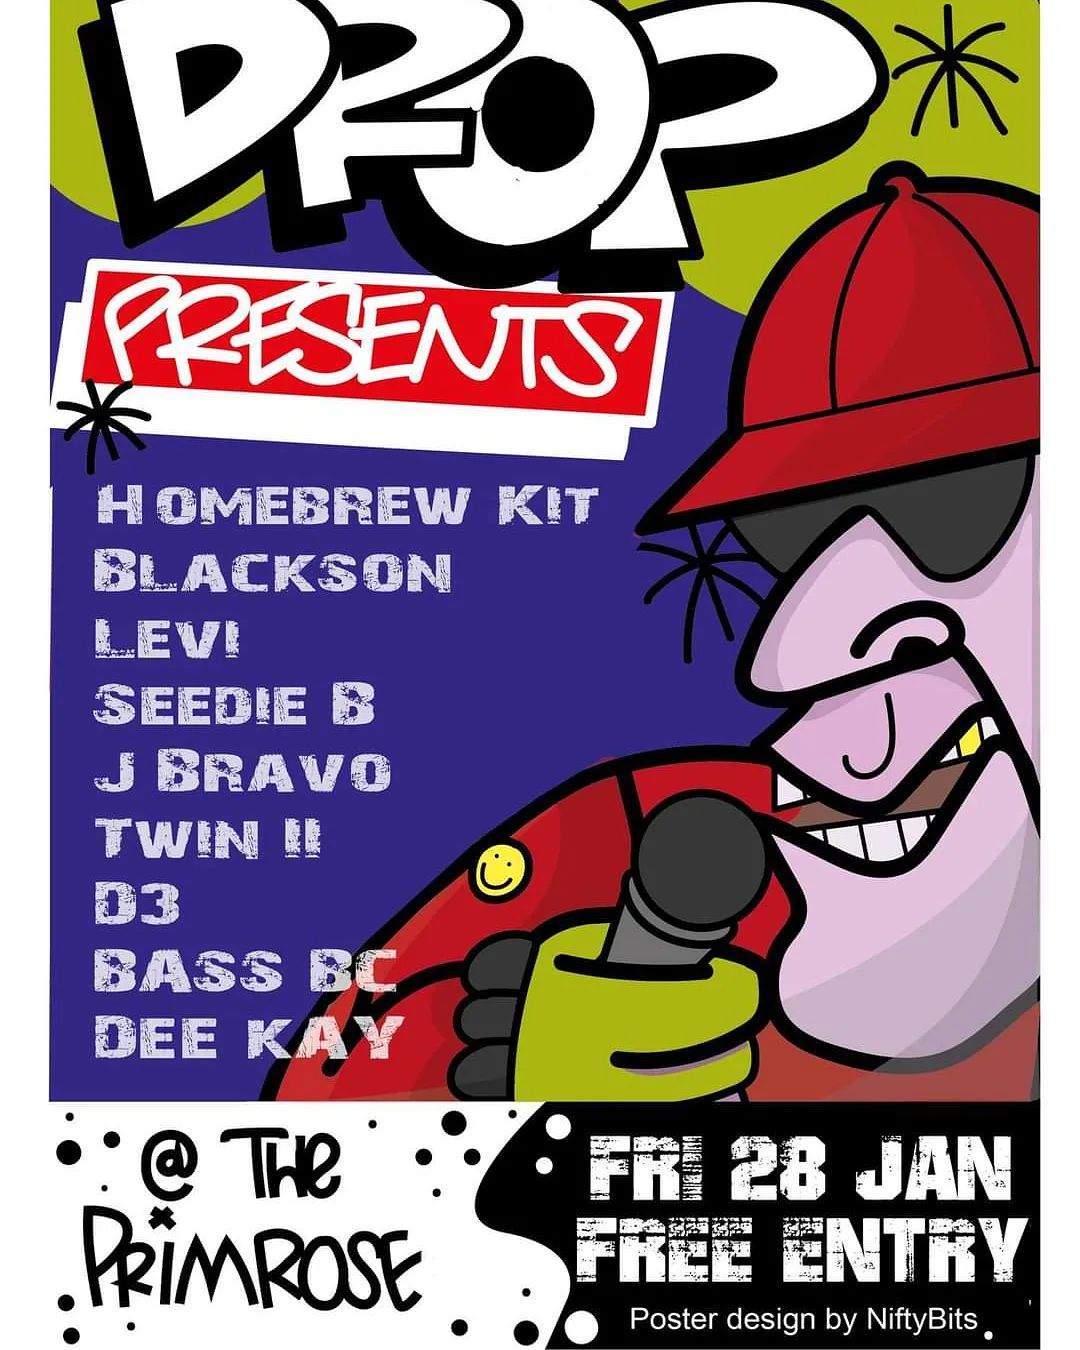 DROP
PRESENTS
HOMEBREW KIT
BLACKSON
LEVI
SEEDIE B
J BRAVO
TWIN II
D3
BASS BC
DEE KAY
@ The
PRiMROSE
FRI 28 JAN
FREE ENTRY
Poster design by NiftyBits